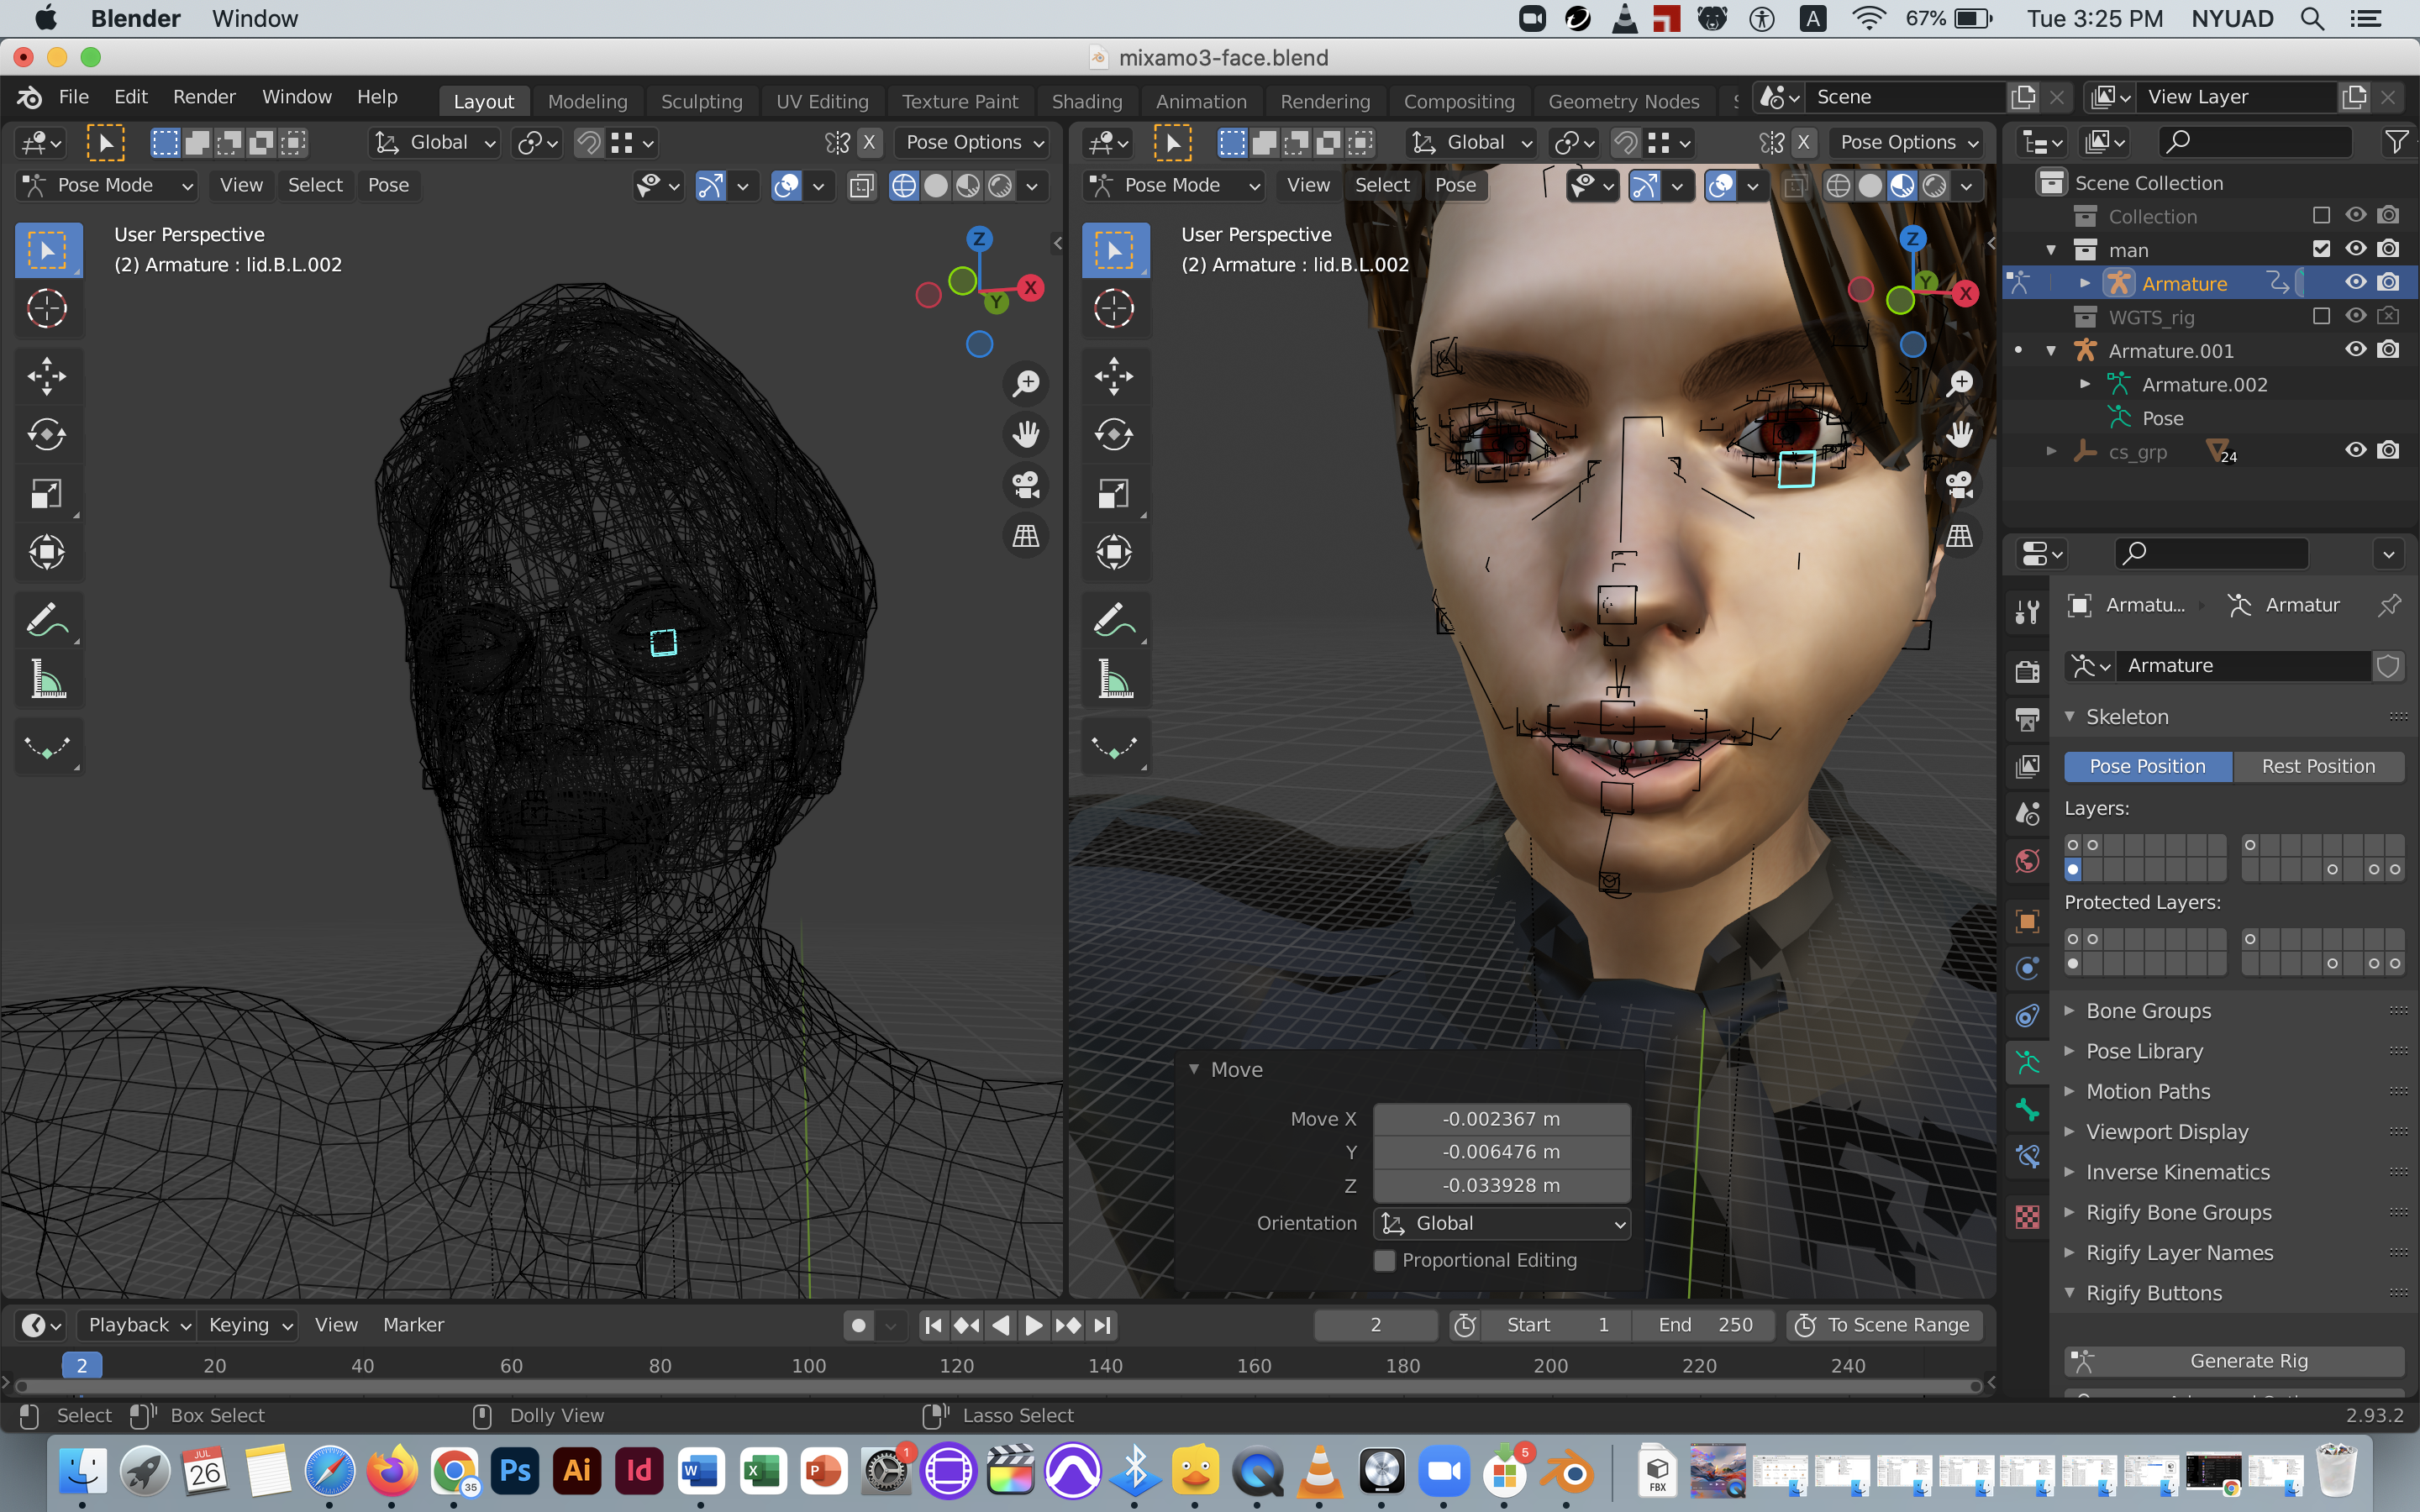 Blender Window 67% Tue 3:25 PM NYUAD
mixamo3-face.blend
File Edit Render Window Help Layout Modeling Sculpting UV Editing Texture Paint Shading Animation Rendering Compositing Geometry Nodes Scene View Layer
Global X Pose Options Global X Pose Options
Pose Mode View Select Pose Pose Mode View Select Pose
User Perspective
(2) Armature : lid.B.L.002
Z
X
Y
User Perspective
(2) Armature : lid.B.L.002
Z
Y
X
Scene Collection
Collection
man
Armature
WGTS_rig
Armature.001
Armature.002
Pose
cs_grp 24
Armatu... Armatur
Armature
Skeleton
Pose Position Rest Position
Layers:
Protected Layers:
Bone Groups
Pose Library
Motion Paths
Viewport Display
Inverse Kinematics
Rigify Bone Groups
Rigify Layer Names
Rigify Buttons
Generate Rig
Move
Move X -0.002367 m
Y -0.006476 m
Z -0.033928 m
Orientation Global
Proportional Editing
Playback Keying View Marker 2 Start 1 End 250 To Scene Range
2 20 40 60 80 100 120 140 160 180 200 220 240
Select Box Select Dolly View Lasso Select 2.93.2
JUL
26
35
Ps
Ai
Id
W
X
P
1
5
FBX